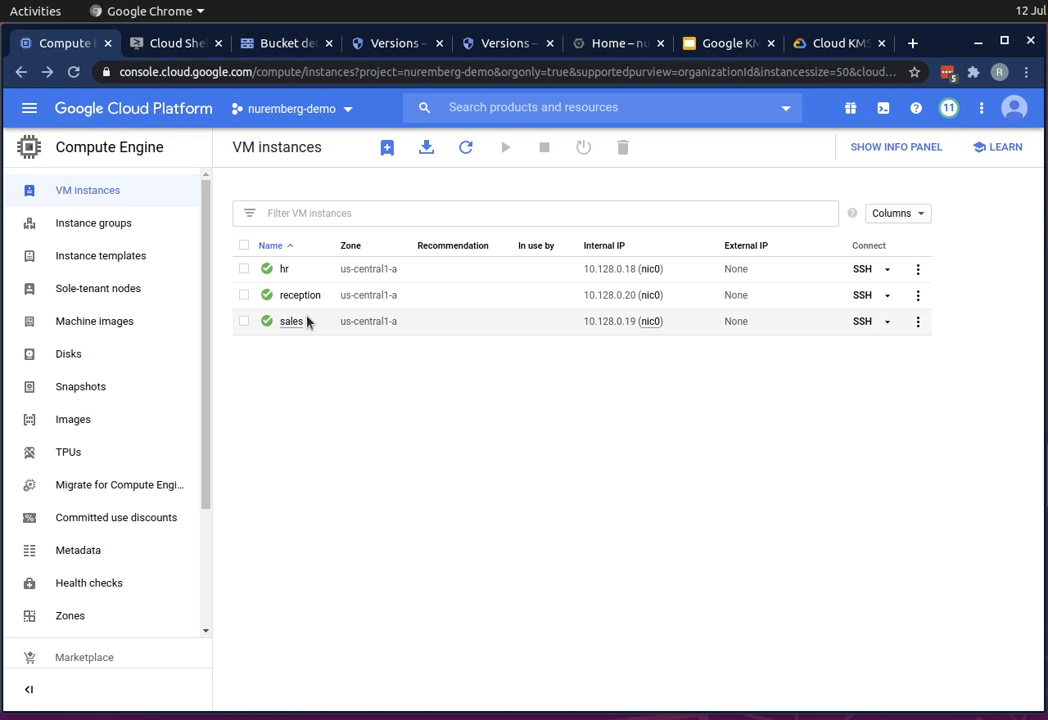 Activities Google Chrome 12 Jul
Compute Cloud She Bucket de Versions – Versions – Home – nu Google KM Cloud KMS
console.cloud.google.com/compute/instances?project=nuremberg-demo&orgonly=true&supportedpurview=organizationId&instancessize=50&cloud... 5 R
Google Cloud Platform nuremberg-demo Search products and resources 11
Compute Engine VM instances SHOW INFO PANEL LEARN
VM instances
Instance groups
Instance templates
Sole-tenant nodes
Machine images
Disks
Snapshots
Images
TPUs
Migrate for Compute Engi...
Committed use discounts
Metadata
Health checks
Zones
Marketplace
Filter VM instances Columns
Name Zone Recommendation In use by Internal IP External IP Connect
hr us-central1-a 10.128.0.18 (nic0) None SSH
reception us-central1-a 10.128.0.20 (nic0) None SSH
sales us-central1-a 10.128.0.19 (nic0) None SSH